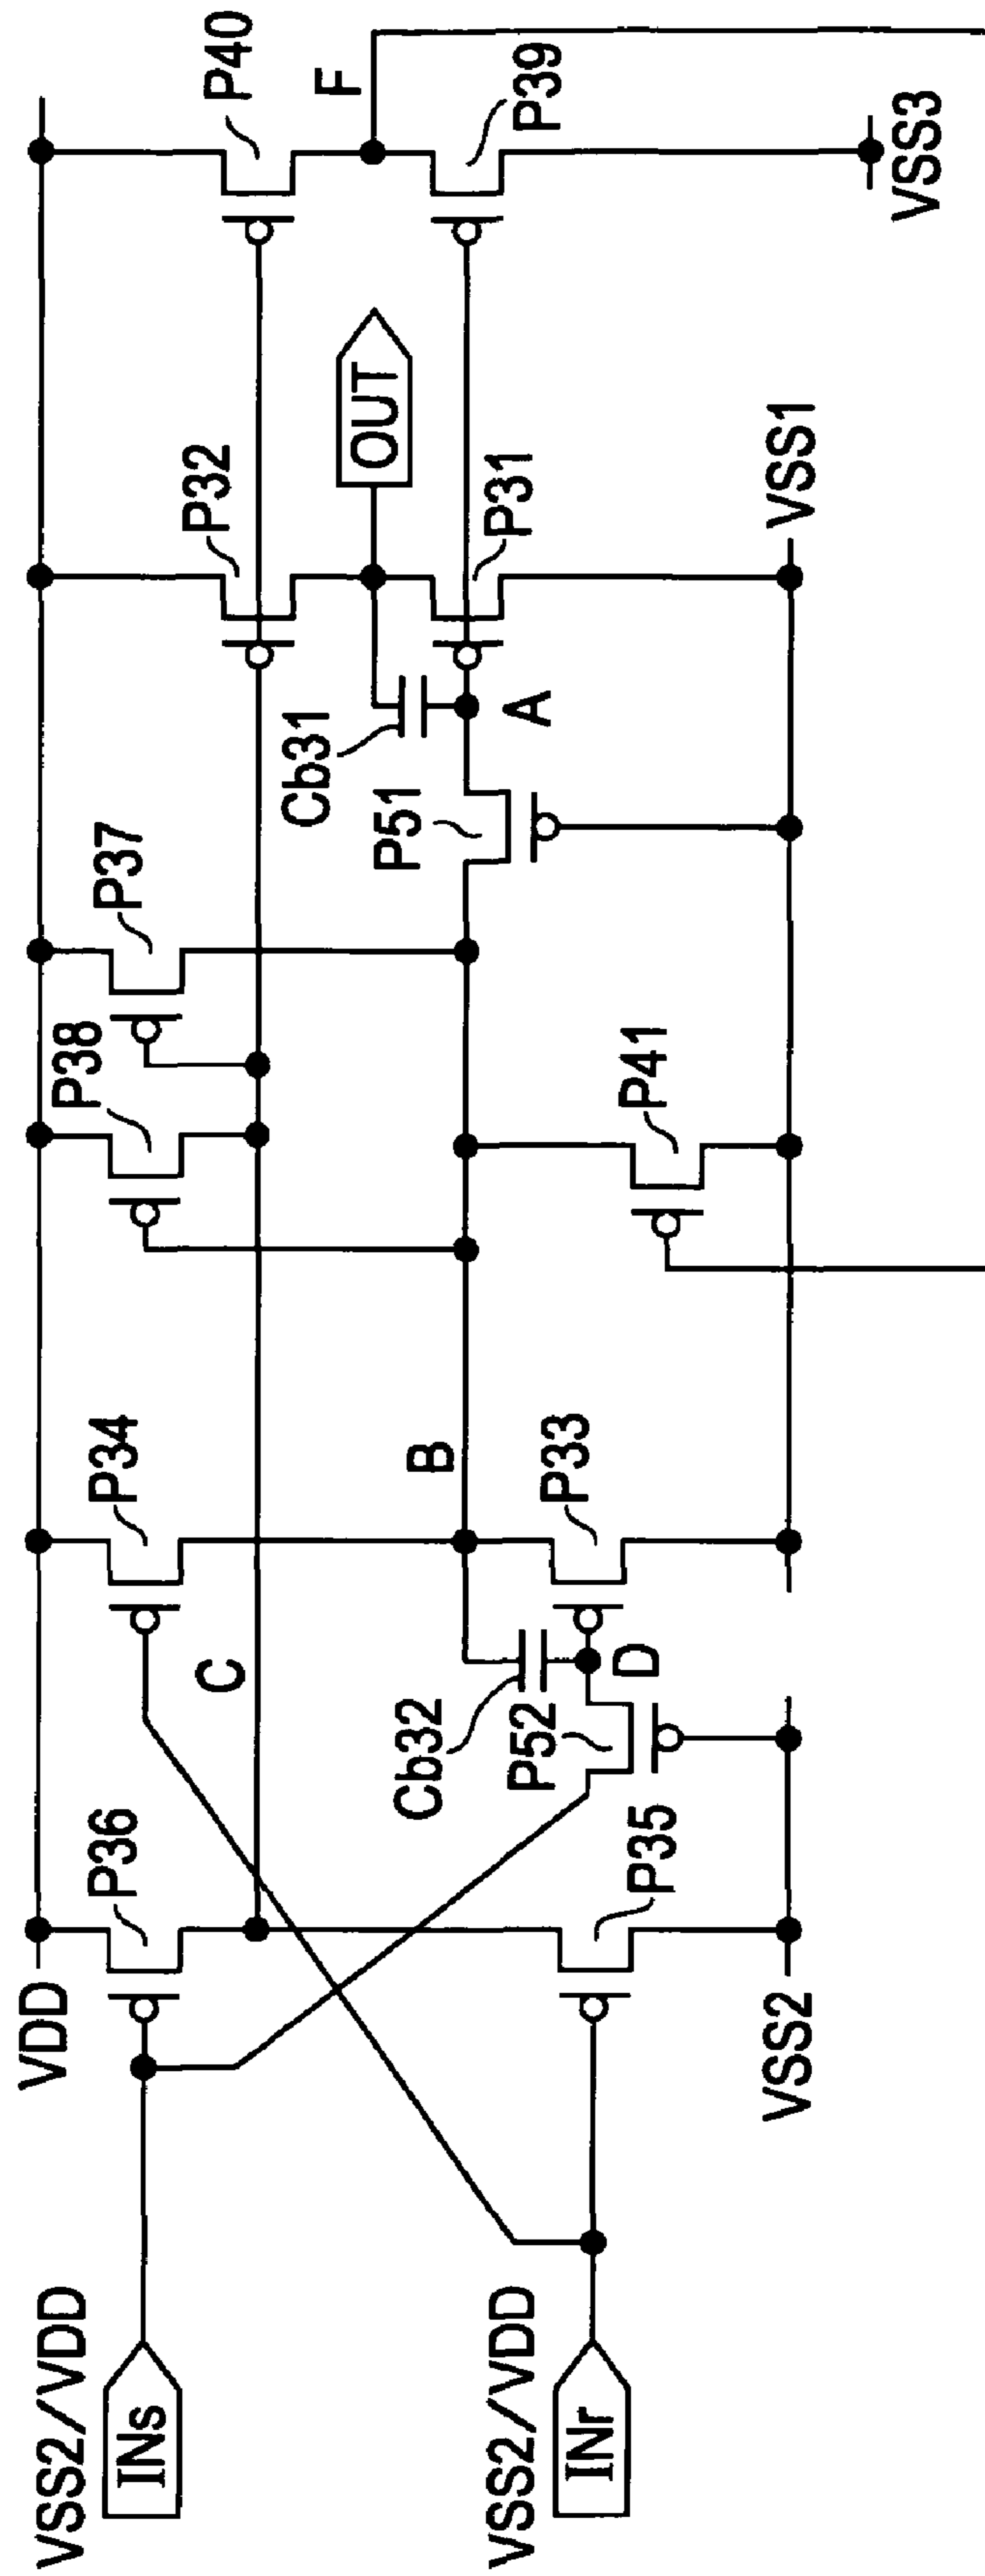 VSS2/VDD
INs
VSS2/VDD
INr
VDD
P36
P35
VSS2
C
P34
Cb32
P52
D
B
P33
P38
P37
P41
P51
Cb31
A
P32
OUT
P31
VSS1
P40
F
P39
VSS3